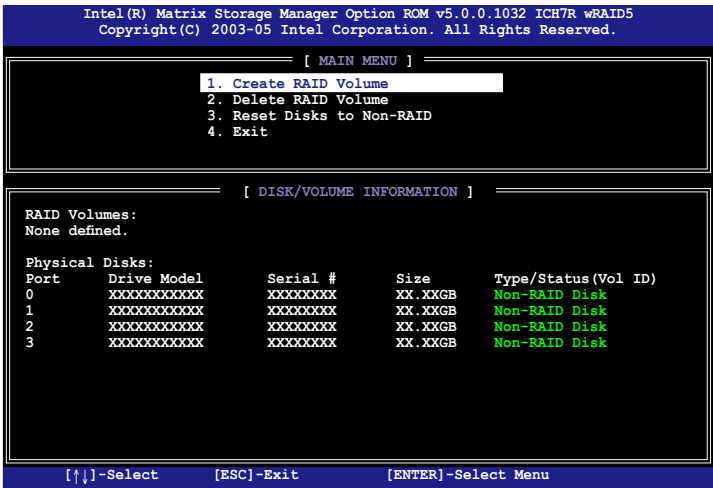 Intel(R) Matrix Storage Manager Option ROM v5.0.0.1032 ICH7R wRAID5
Copyright(C) 2003-05 Intel Corporation. All Rights Reserved.
[ MAIN MENU ]
1. Create RAID Volume
2. Delete RAID Volume
3. Reset Disks to Non-RAID
4. Exit
[ DISK/VOLUME INFORMATION ]
RAID Volumes:
None defined.
Physical Disks:
Port Drive Model Serial # Size Type/Status(Vol ID)
0 XXXXXXXXXXX XXXXXXXX XX.XXGB Non-RAID Disk
1 XXXXXXXXXXX XXXXXXXX XX.XXGB Non-RAID Disk
2 XXXXXXXXXXX XXXXXXXX XX.XXGB Non-RAID Disk
3 XXXXXXXXXXX XXXXXXXX XX.XXGB Non-RAID Disk
[↑↓]-Select [ESC]-Exit [ENTER]-Select Menu